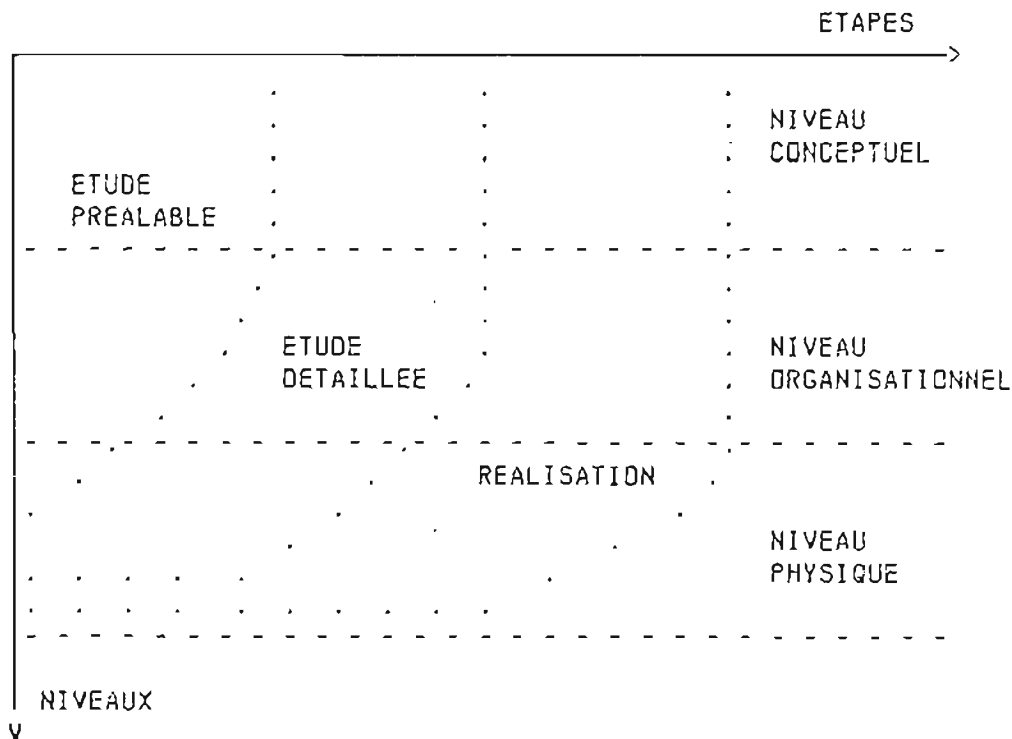 ETAPES
NIVEAU
CONCEPTUEL
ETUDE
PREALABLE
ETUDE
DETAILLEE
NIVEAU
ORGANISATIONNEL
REALISATION
NIVEAU
PHYSIQUE
NIVEAUX